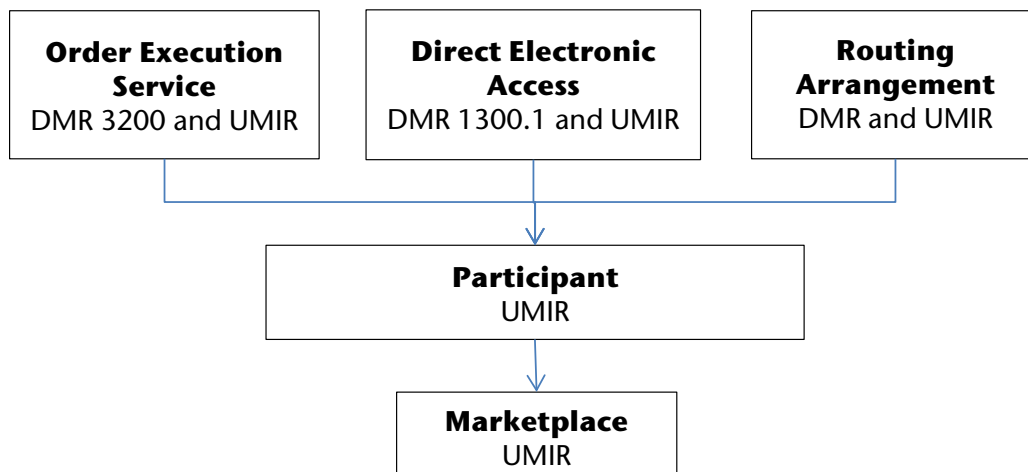 Order Execution
Service
DMR 3200 and UMIR
Direct Electronic
Access
DMR 1300.1 and UMIR
Routing
Arrangement
DMR and UMIR
Participant
UMIR
Marketplace
UMIR